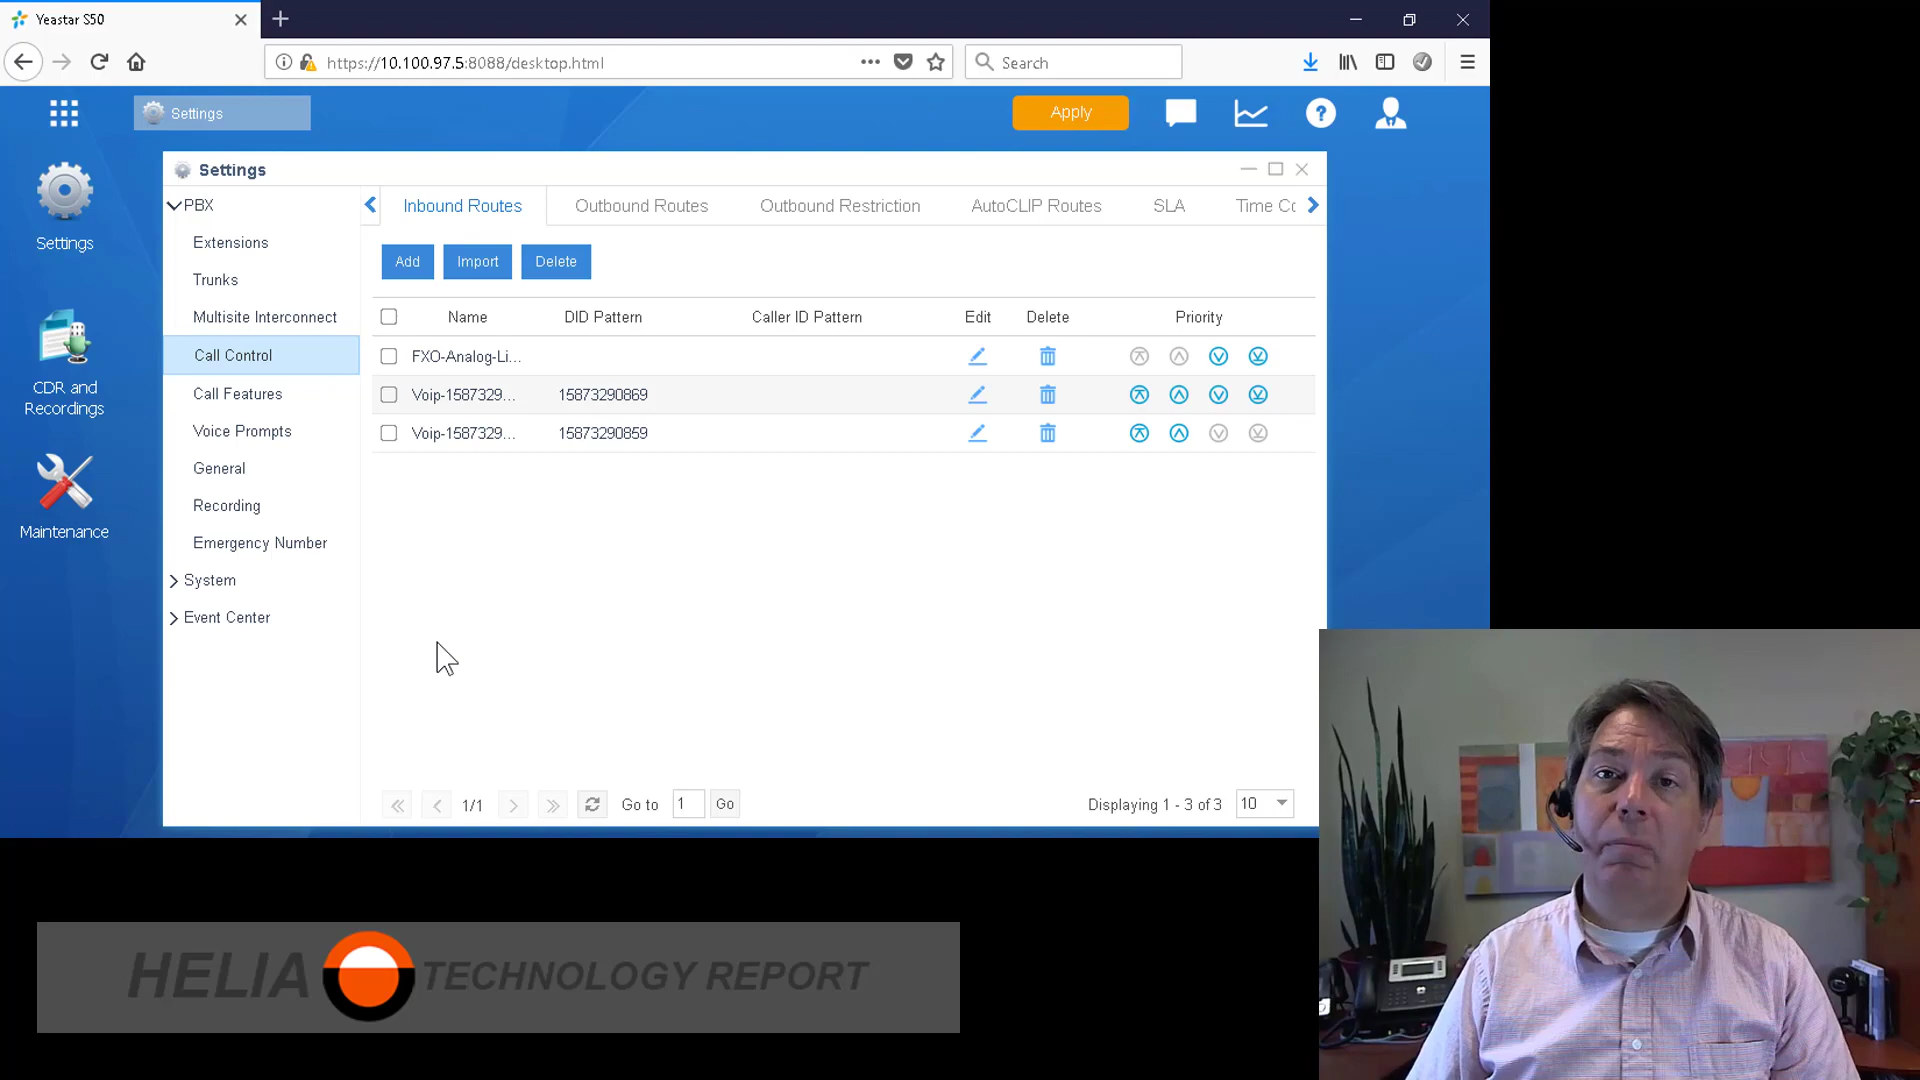 Yeastar S50
https://10.100.97.5:8088/desktop.html
Search
Settings
Apply
Settings
Settings
CDR and
Recordings
Maintenance
PBX
Extensions
Trunks
Multisite Interconnect
Call Control
Call Features
Voice Prompts
General
Recording
Emergency Number
System
Event Center
Inbound Routes Outbound Routes Outbound Restriction AutoCLIP Routes SLA Time Co
Add Import Delete
Name DID Pattern Caller ID Pattern Edit Delete Priority
FXO-Analog-Li...
Voip-1587329... 15873290869
Voip-1587329... 15873290859
1/1 Go to 1 Go Displaying 1 - 3 of 3 10
HELIA TECHNOLOGY REPORT